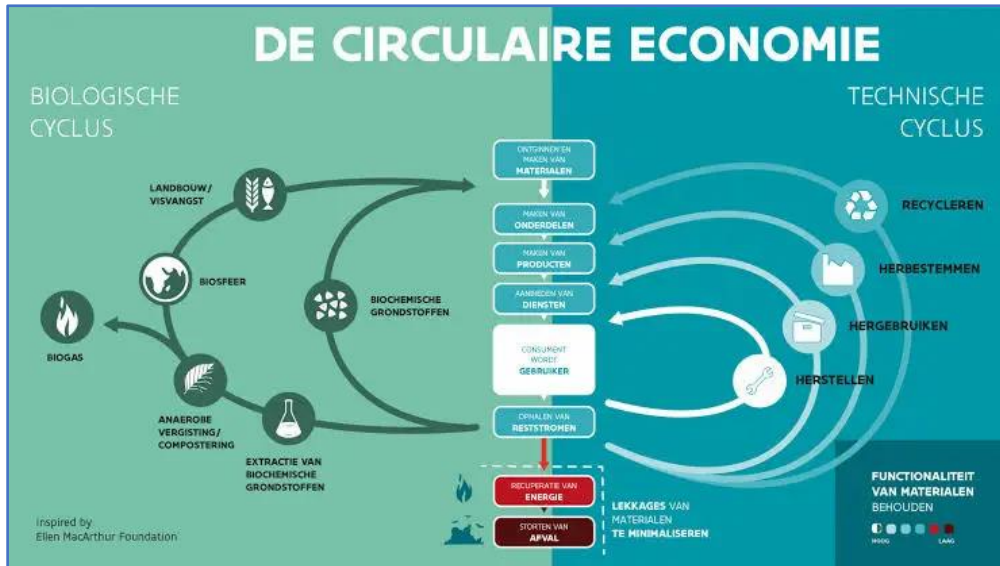 DE CIRCULAIRE ECONOMIE
BIOLOGISCHE
CYCLUS
TECHNISCHE
CYCLUS
LANDBOUW/
VISVANGST
BIOSFEER
BIOGAS
ANAEROBE
VERGISTING/
COMPOSTERING
EXTRACTIE VAN
BIOCHEMISCHE
GRONDSTOFFEN
BIOCHEMISCHE
GRONDSTOFFEN
ONTGINNEN EN
MAKEN VAN
MATERIALEN
MAKEN VAN
ONDERDELEN
MAKEN VAN
PRODUCTEN
AANBIEDEN VAN
DIENSTEN
CONSUMENT
WORDT
GEBRUIKER
OPHALEN VAN
RESTSTROMEN
RECUPERATIE VAN
ENERGIE
STORTEN VAN
AFVAL
LEKKAGES VAN
MATERIALEN
TE MINIMALISEREN
RECYCLEREN
HERBESTEMMEN
HERGEBRUIKEN
HERSTELLEN
FUNCTIONALITEIT
VAN MATERIALEN
BEHOUDEN
HOOG LAAG
Inspired by
Ellen MacArthur Foundation